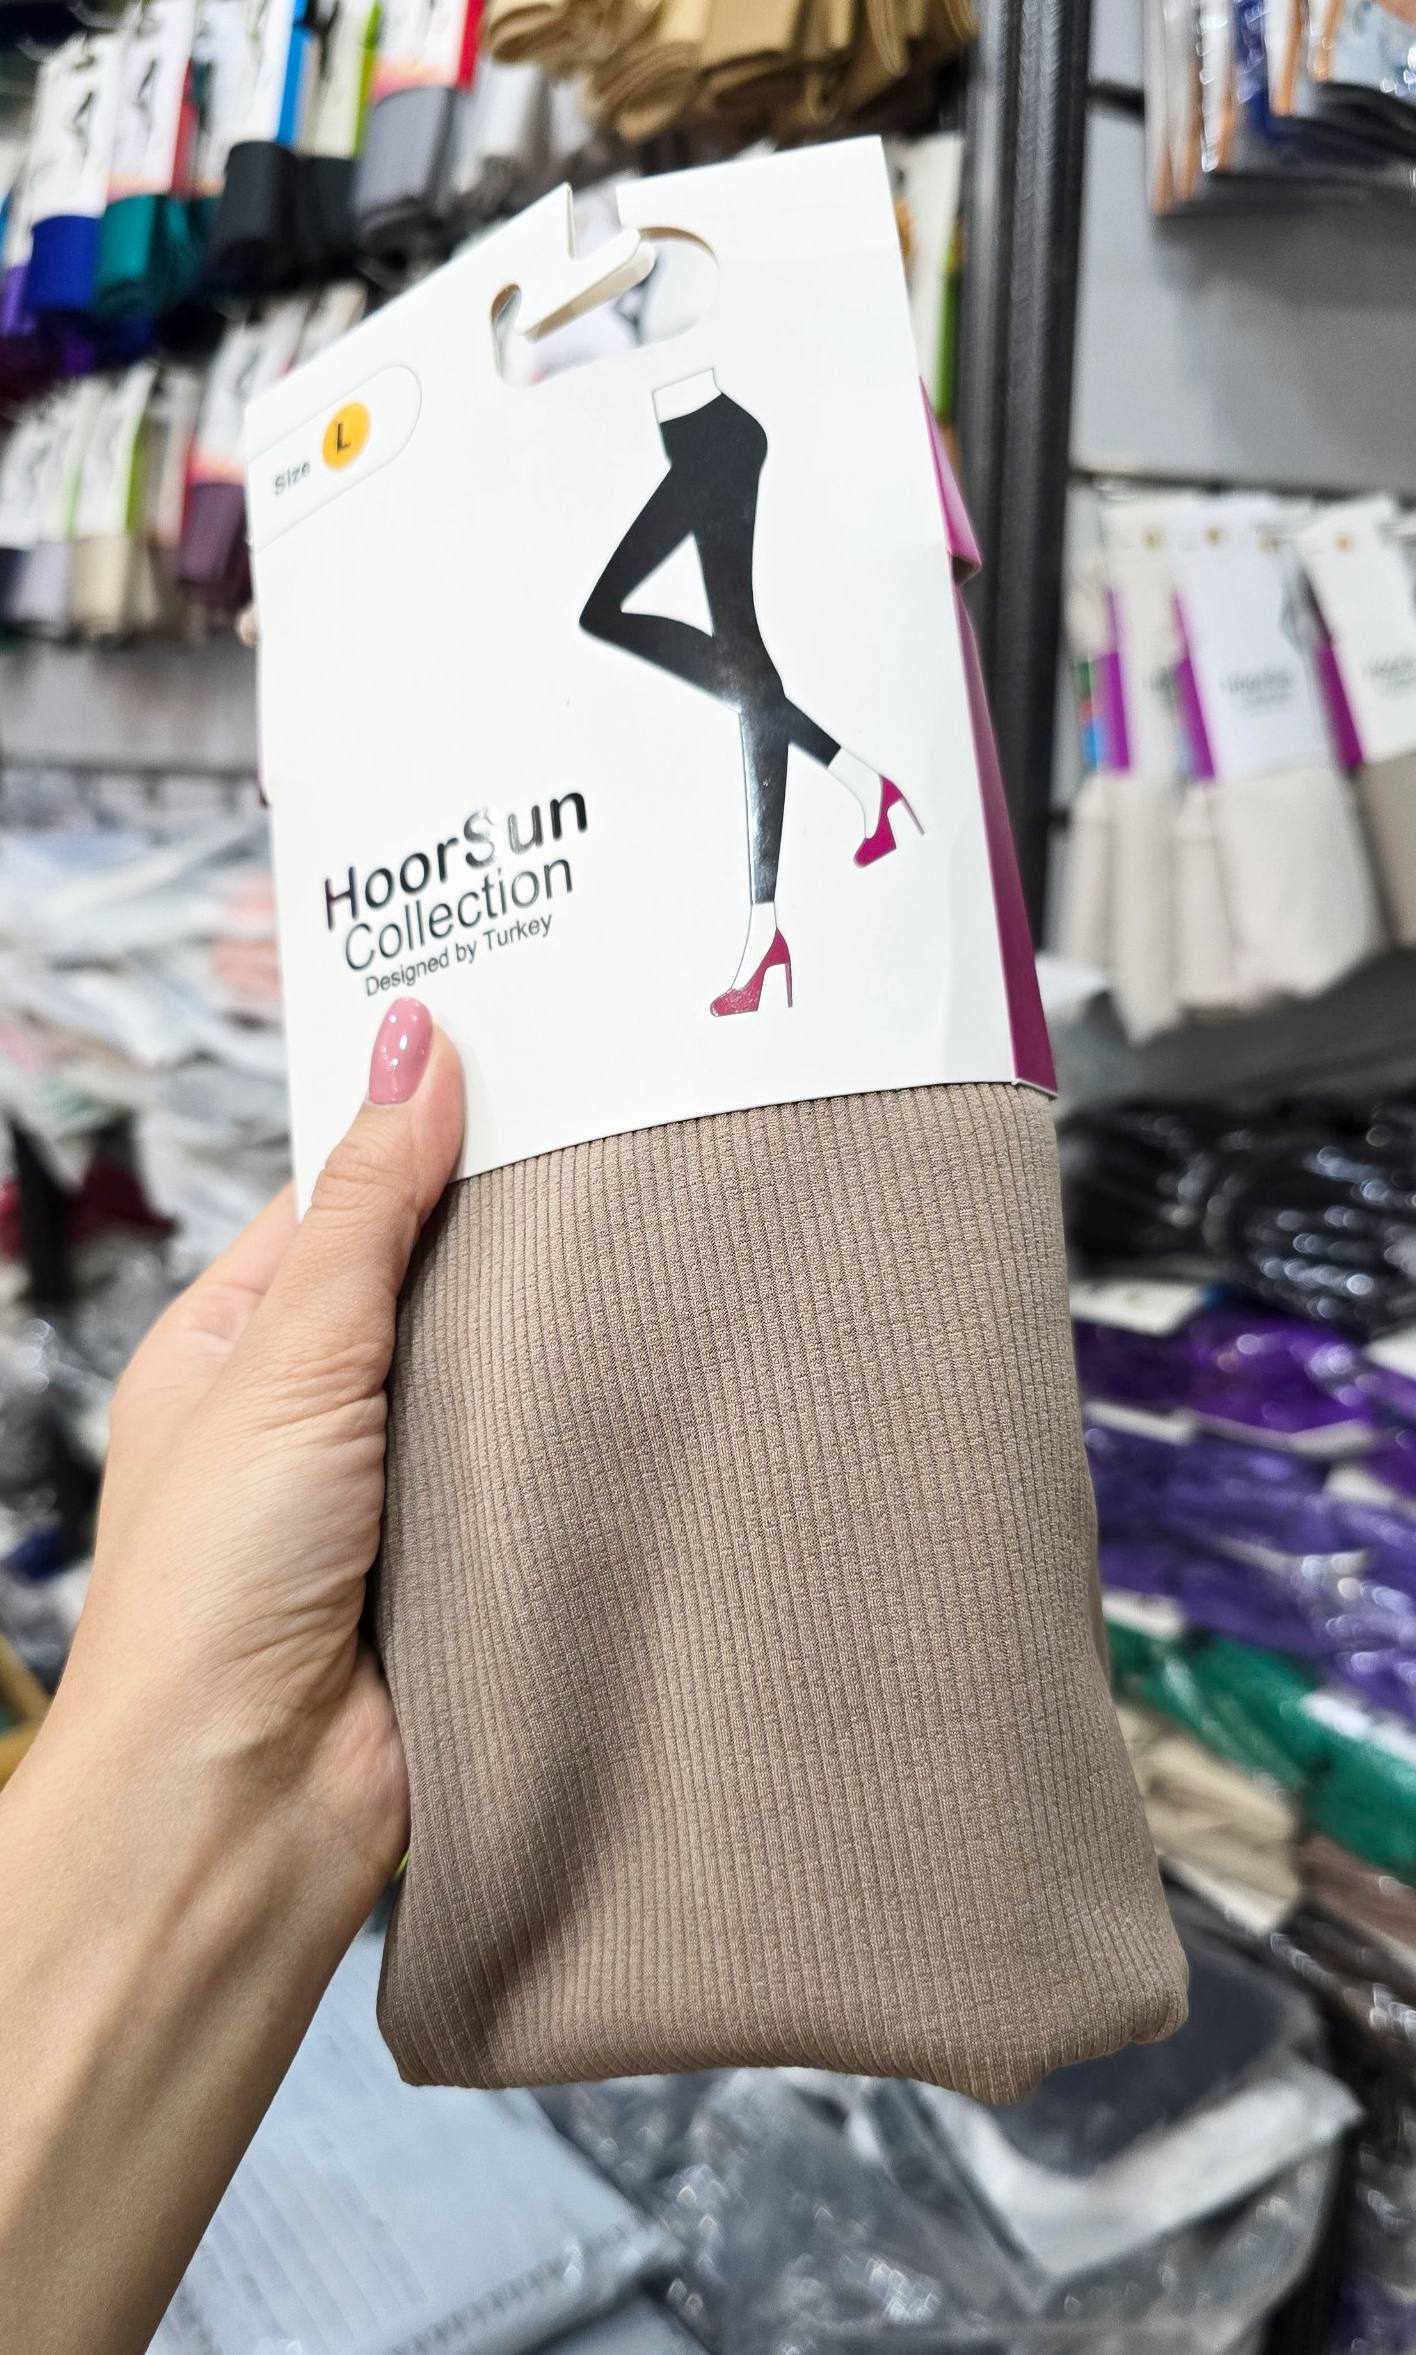 Size L
HoorSun
Collection
Designed by Turkey